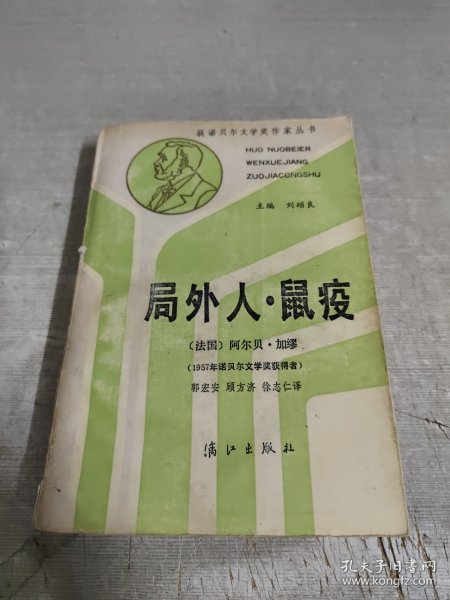 获诺贝尔文学奖作家丛书
HUO NUOBEIER
WENXUEJIANG
ZUOJIACONGSHU
主编 刘硕良
局外人·鼠疫
〔法国〕阿尔贝·加缪
（1957年诺贝尔文学奖获得者）
郭宏安 顾方济 徐志仁译
漓江出版社
孔夫子旧书网
www.kongfz.com